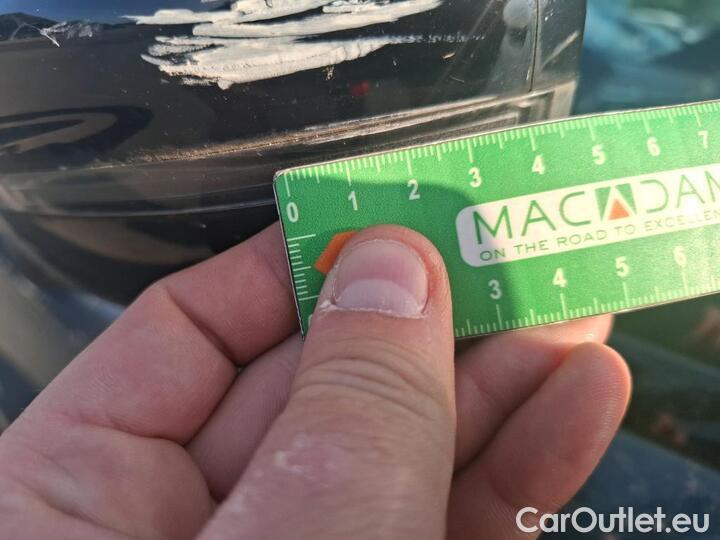 0 1 2 3 4 5 6 7
MACADAM
ON THE ROAD TO EXCELLEN
3 4 5 6
CarOutlet.eu